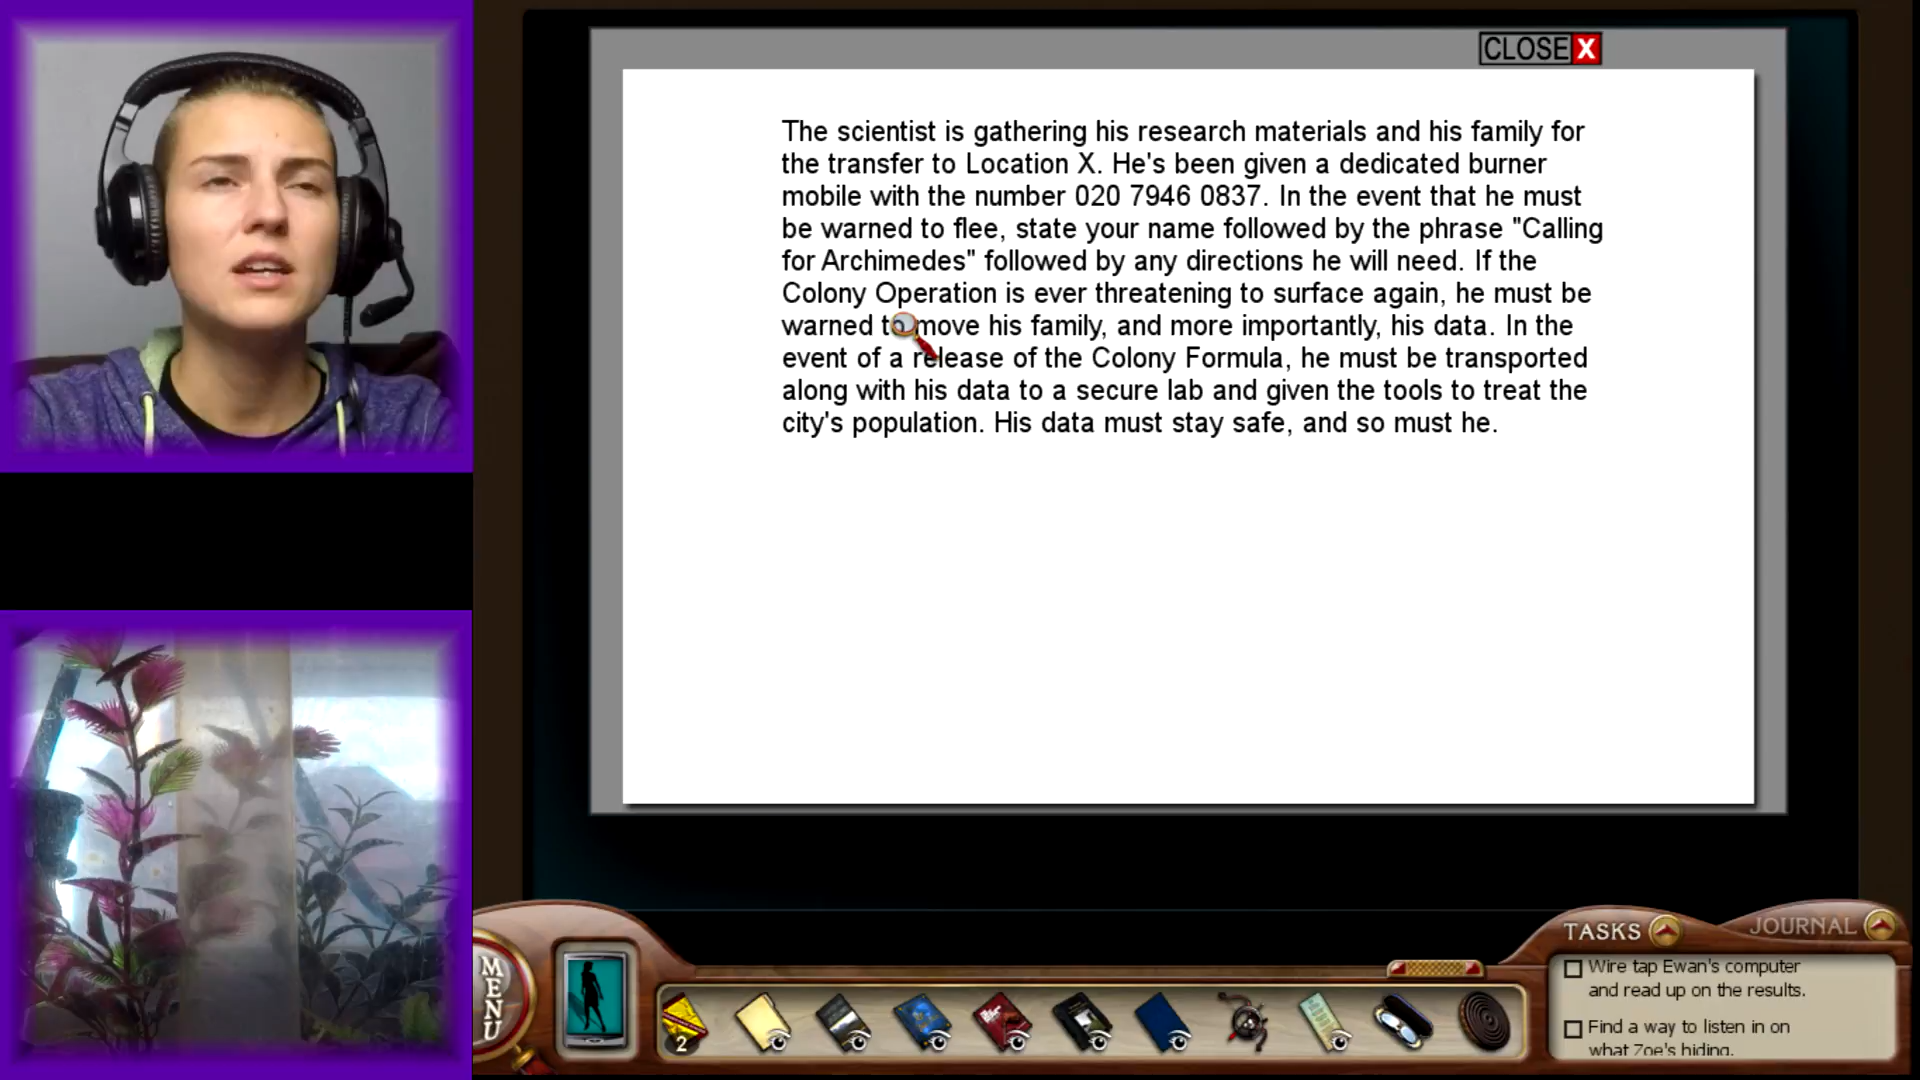 CLOSE X
The scientist is gathering his research materials and his family for
the transfer to Location X. He's been given a dedicated burner
mobile with the number 020 7946 0837. In the event that he must
be warned to flee, state your name followed by the phrase "Calling
for Archimedes" followed by any directions he will need. If the
Colony Operation is ever threatening to surface again, he must be
warned to move his family, and more importantly, his data. In the
event of a release of the Colony Formula, he must be transported
along with his data to a secure lab and given the tools to treat the
city's population. His data must stay safe, and so must he.
MENU
2
TASKS
JOURNAL
Wire tap Ewan's computer
and read up on the results.
Find a way to listen in on
what Zoe's hiding.